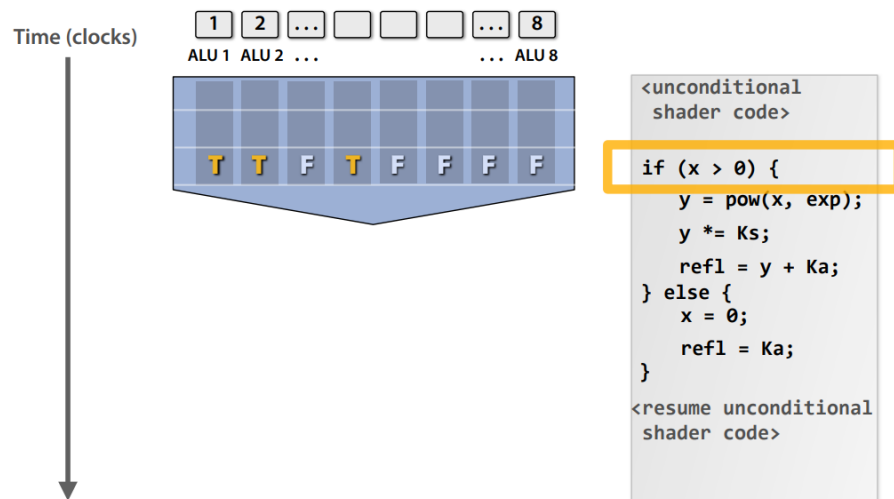 Time (clocks)
1 2 ... ... 8
ALU 1 ALU 2 ... ... ALU 8
T T F T F F F F
<unconditional
shader code>
if (x > 0) {
y = pow(x, exp);
y *= Ks;
refl = y + Ka;
} else {
x = 0;
refl = Ka;
}
<resume unconditional
shader code>